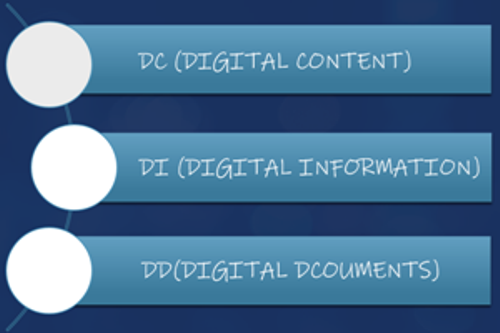 DC (DIGITAL CONTENT)
DI (DIGITAL INFORMATION)
DD(DIGITAL DCOUMENTS)